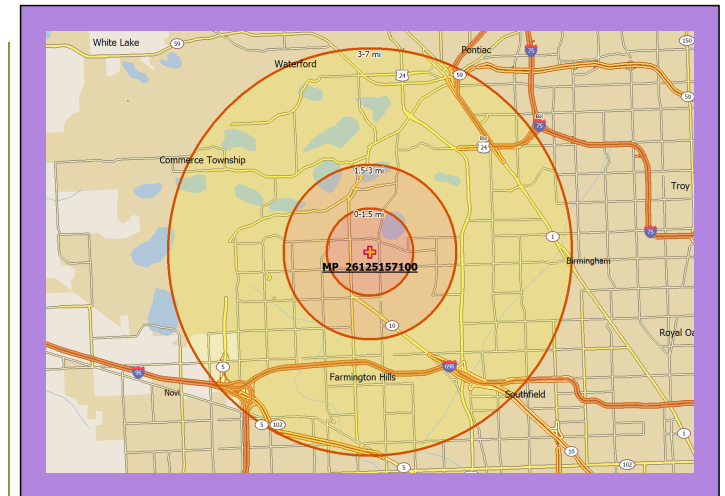 White Lake
59
3-7 mi
Pontiac
75
150
Waterford
24
59
59
Bus
75
Bus
24
Commerce Township
1.5-3 mi
Troy
0-1.5 mi
75
1
Birmingham
MP_26125157100
10
Royal Oa
5
696
96
Farmington Hills
Novi
Southfield
5
102
1
10
5
102